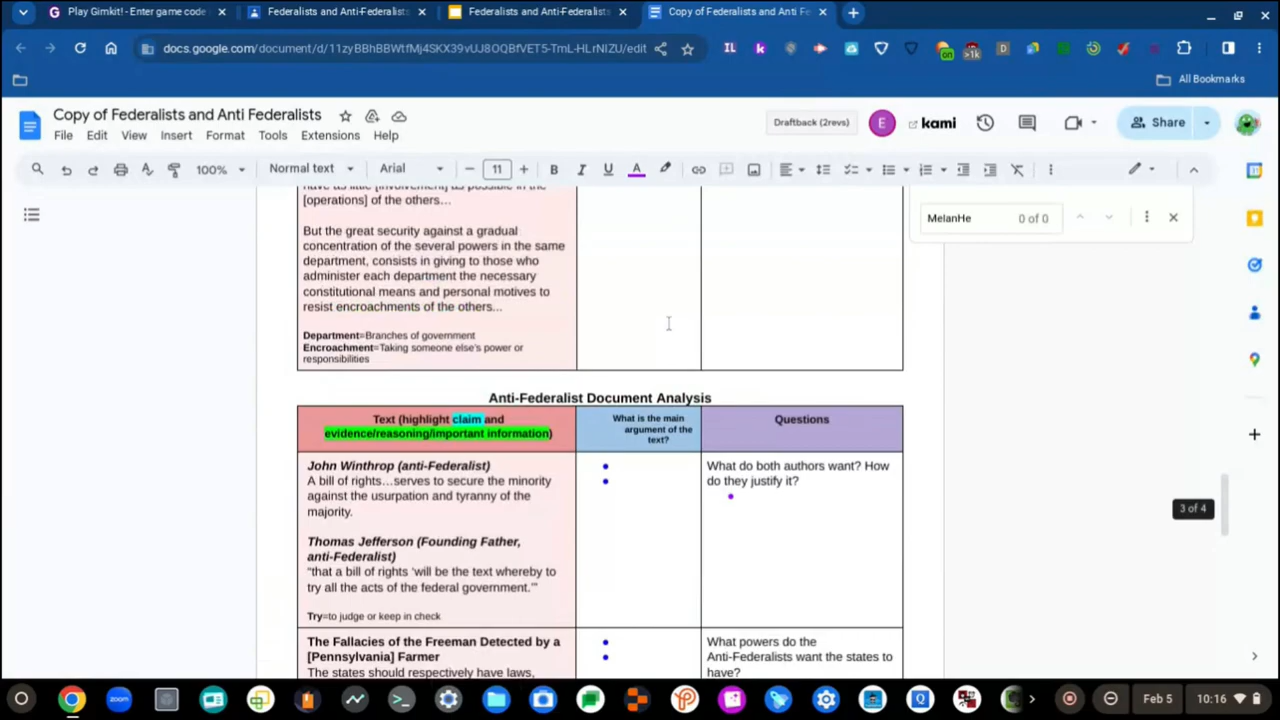 Play Gimkit! - Enter game code
Federalists and Anti-Federalists
Federalists and Anti-Federalists
Copy of Federalists and Anti Fe
docs.google.com/document/d/11zyBBhBBWtfMj4SKX39vUJ8OQBfVET5-TmL-HLrNIZU/edit
All Bookmarks
Copy of Federalists and Anti Federalists
File Edit View Insert Format Tools Extensions Help
Draftback (2revs)
E
kami
Share
100%
Normal text
Arial
11
MelanHe
0 of 0
[operations] of the others…
But the great security against a gradual
concentration of the several powers in the same
department, consists in giving to those who
administer each department the necessary
constitutional means and personal motives to
resist encroachments of the others…
Department=Branches of government
Encroachment=Taking someone else's power or
responsibilities
Anti-Federalist Document Analysis
Text (highlight claim and
evidence/reasoning/important information)
What is the main
argument of the
text?
Questions
John Winthrop (anti-Federalist)
A bill of rights…serves to secure the minority
against the usurpation and tyranny of the
majority.
Thomas Jefferson (Founding Father,
anti-Federalist)
"that a bill of rights 'will be the text whereby to
try all the acts of the federal government.'"
Try=to judge or keep in check
What do both authors want? How
do they justify it?
3 of 4
The Fallacies of the Freeman Detected by a
[Pennsylvania] Farmer
The states should respectively have laws,
What powers do the
Anti-Federalists want the states to
have?
Feb 5
10:16